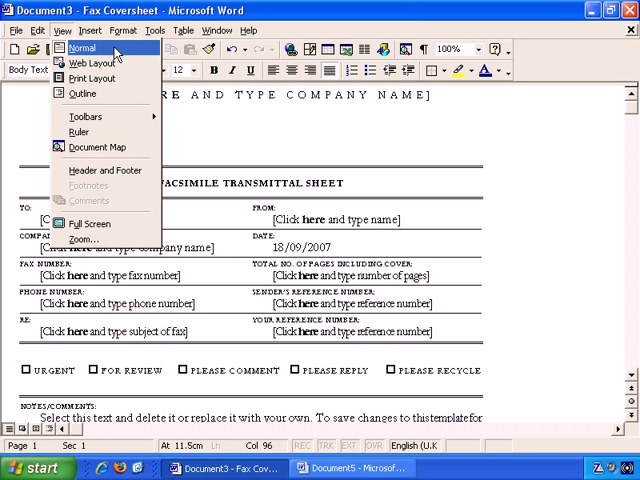 Document3 - Fax Coversheet - Microsoft Word
File Edit View Insert Format Tools Table Window Help
100%
Body Text 12 B I U
Normal
Web Layout
Print Layout
Outline
Toolbars
Ruler
Document Map
Header and Footer
Footnotes
Comments
Full Screen
Zoom...
RE AND TYPE COMPANY NAME]
FACSIMILE TRANSMITTAL SHEET
TO: FROM:
[Click here and type name]
DATE:
company name] 18/09/2007
FAX NUMBER: TOTAL NO. OF PAGES INCLUDING COVER:
[Click here and type fax number] [Click here and type number of pages]
PHONE NUMBER: SENDER'S REFERENCE NUMBER:
[Click here and type phone number] [Click here and type reference number]
RE: YOUR REFERENCE NUMBER:
[Click here and type subject of fax] [Click here and type reference number]
URGENT FOR REVIEW PLEASE COMMENT PLEASE REPLY PLEASE RECYCLE
NOTES/COMMENTS:
Select this text and delete it or replace it with your own. To save changes to this template for
Page 1 Sec 1 At 11.5cm Ln Col 96 REC TRK EXT OVR English (U.K
start Document3 - Fax Cov... Document5 - Microsof...